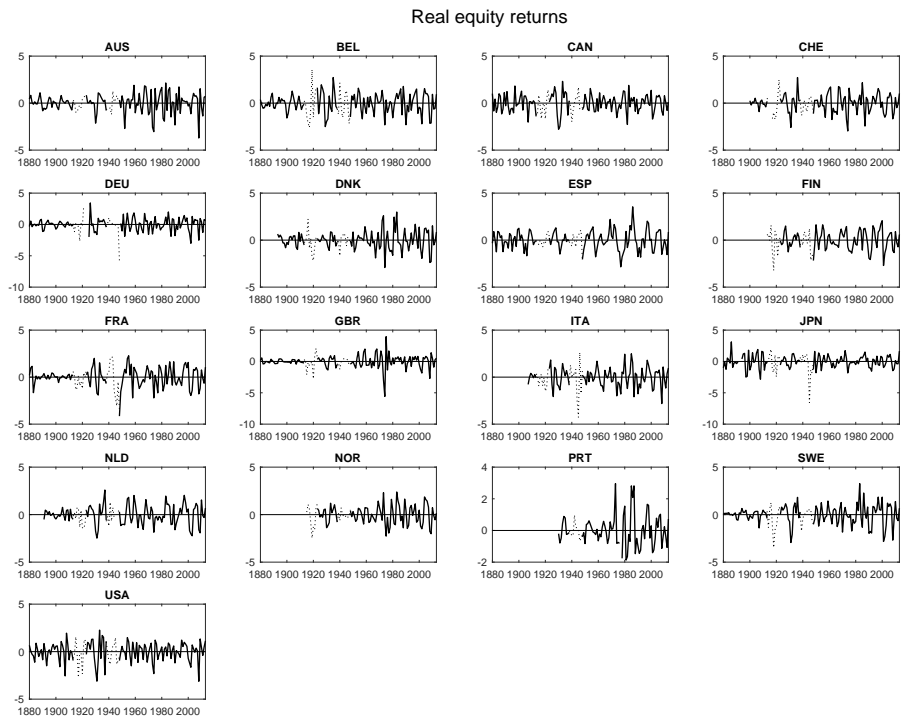 Real equity returns
AUS BEL CAN CHE
5 5 5 5
0 0 0 0
-5 -5 -5 -5
1880 1900 1920 1940 1960 1980 2000 1880 1900 1920 1940 1960 1980 2000 1880 1900 1920 1940 1960 1980 2000 1880 1900 1920 1940 1960 1980 2000
DEU DNK ESP FIN
5 5 5 5
0 0 0 0
-5
-10 -5 -5 -5
1880 1900 1920 1940 1960 1980 2000 1880 1900 1920 1940 1960 1980 2000 1880 1900 1920 1940 1960 1980 2000 1880 1900 1920 1940 1960 1980 2000
FRA GBR ITA JPN
5 5 5 5
0 0 0 0
-5 -5
-5 -10 -5 -10
1880 1900 1920 1940 1960 1980 2000 1880 1900 1920 1940 1960 1980 2000 1880 1900 1920 1940 1960 1980 2000 1880 1900 1920 1940 1960 1980 2000
NLD NOR PRT SWE
5 5 4 5
2
0 0 0 0
-5 -5 -2 -5
1880 1900 1920 1940 1960 1980 2000 1880 1900 1920 1940 1960 1980 2000 1880 1900 1920 1940 1960 1980 2000 1880 1900 1920 1940 1960 1980 2000
USA
5
0
-5
1880 1900 1920 1940 1960 1980 2000